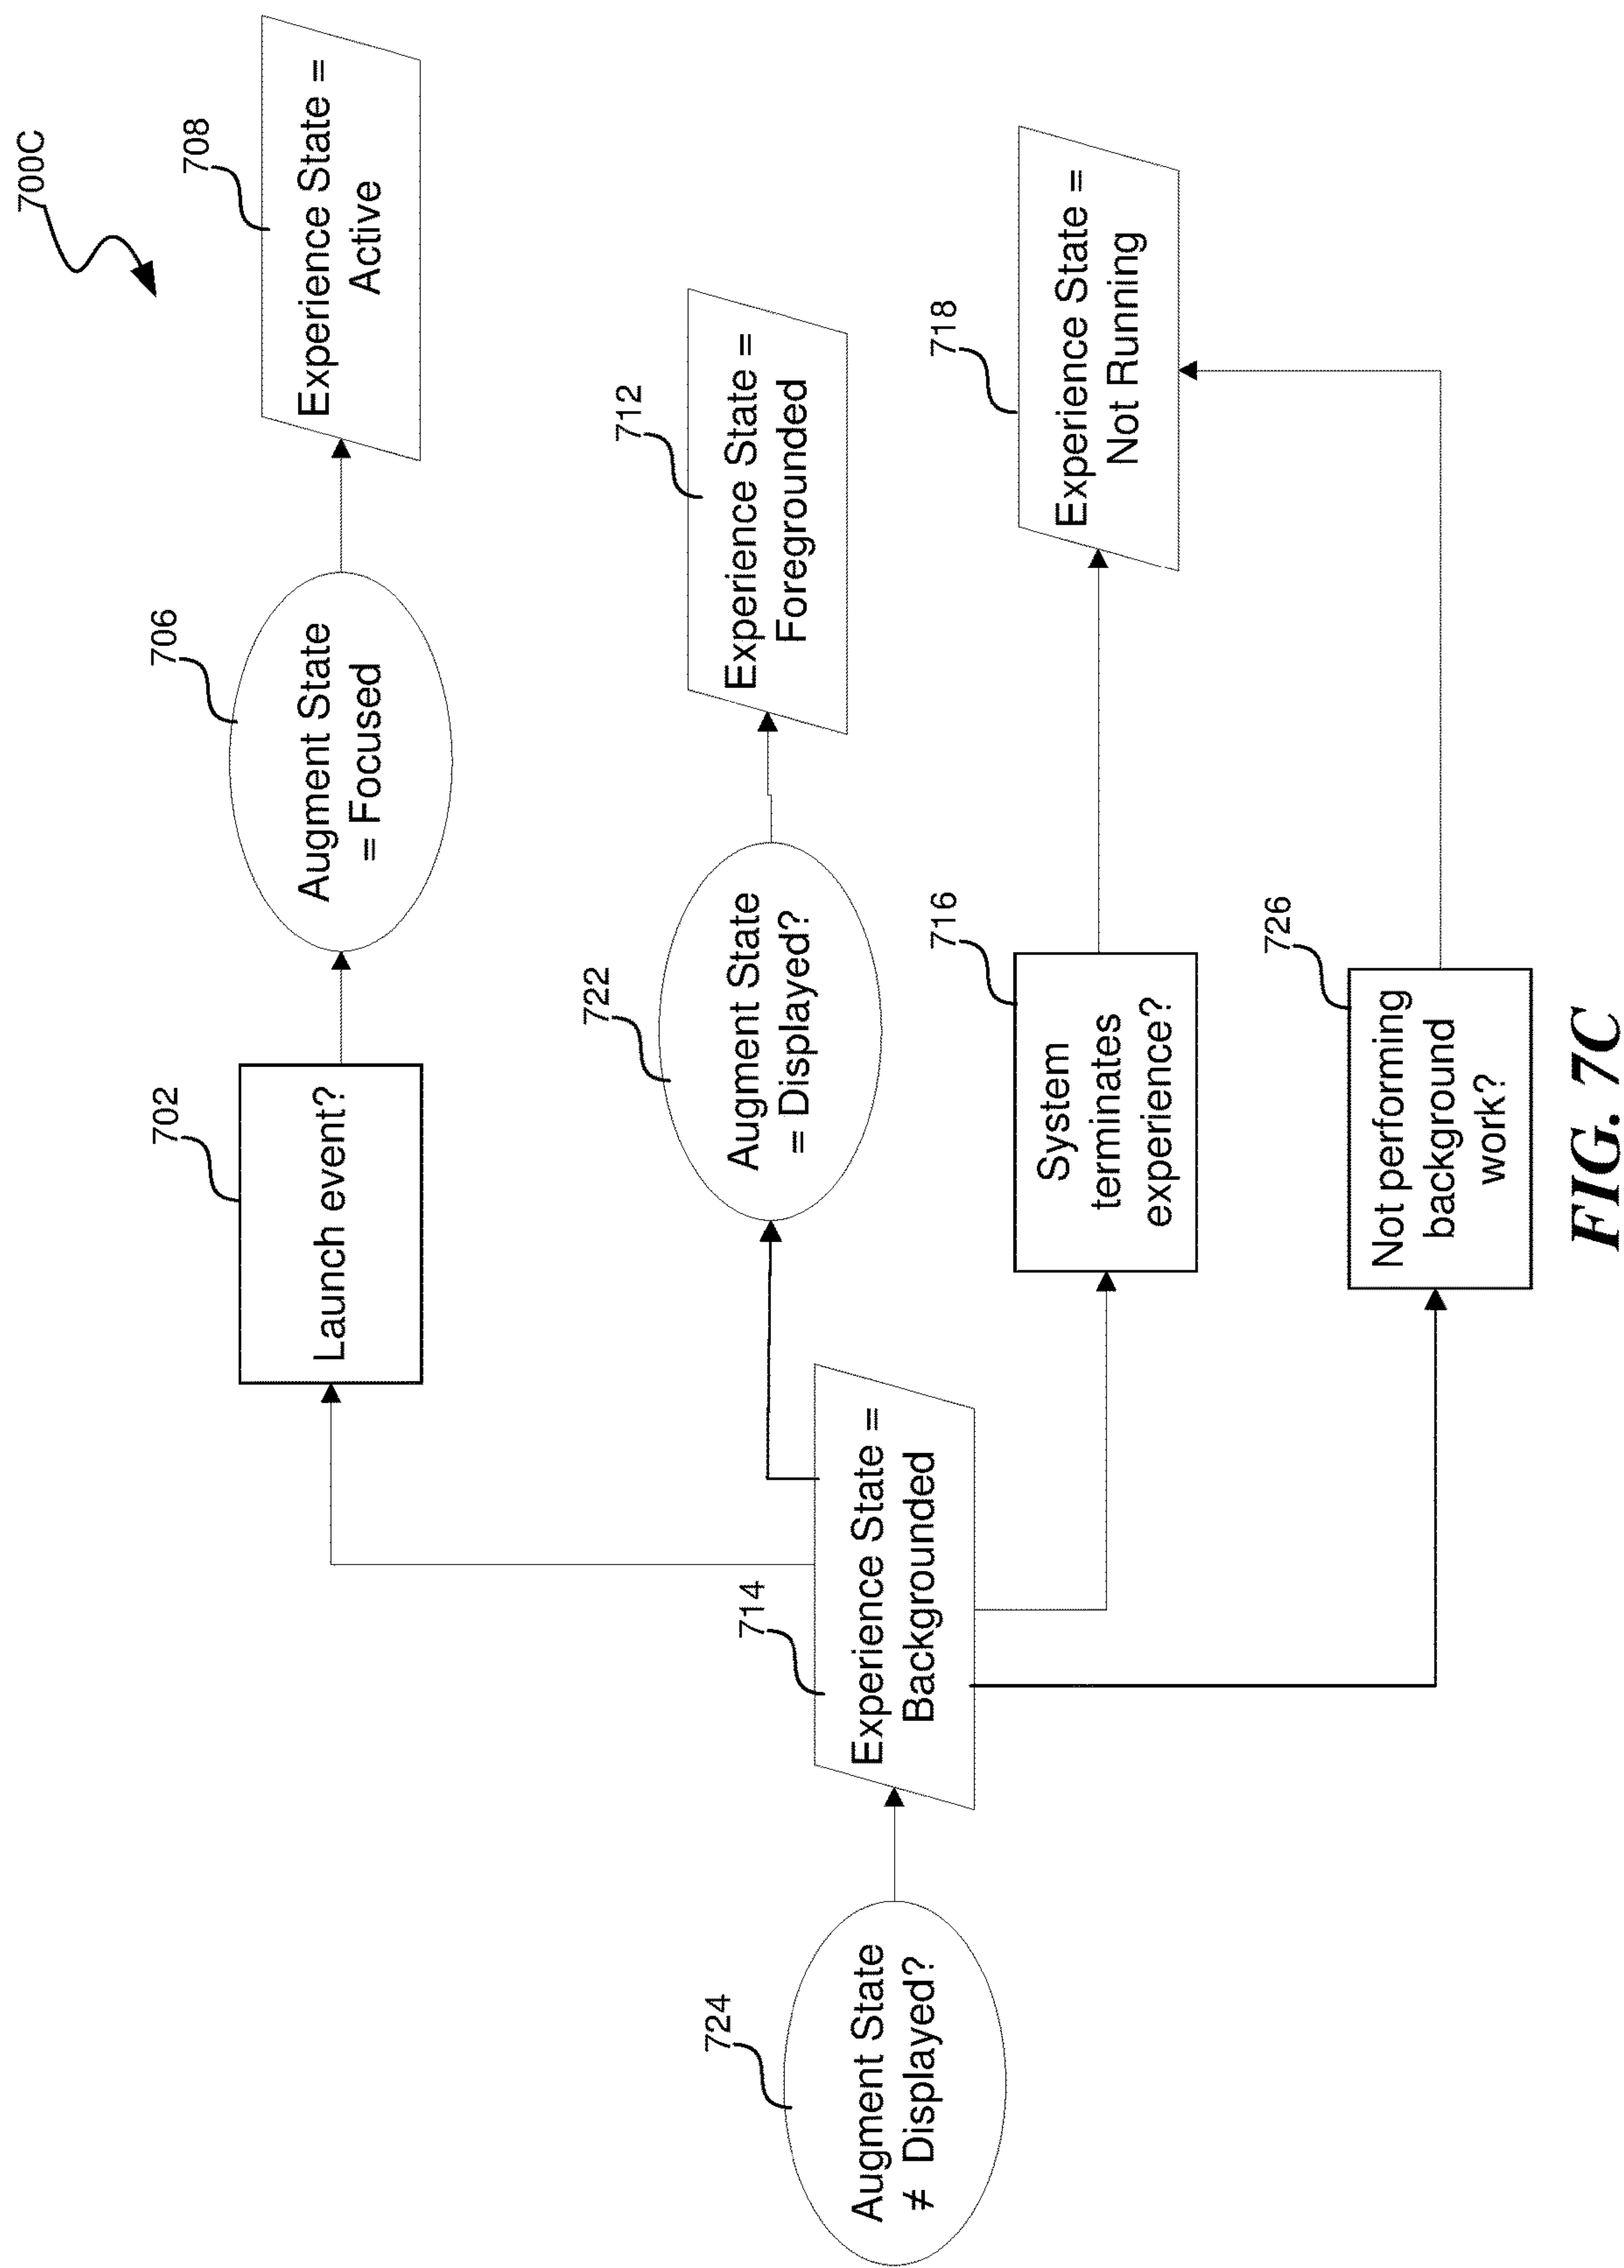 700C
702
Launch event?
706
Augment State
= Focused
708
Experience State =
Active
722
Augment State
= Displayed?
712
Experience State =
Foregrounded
724
Augment State
≠ Displayed?
714
Experience State =
Backgrounded
716
System
terminates
experience?
718
Experience State =
Not Running
726
Not performing
background
work?
FIG. 7C